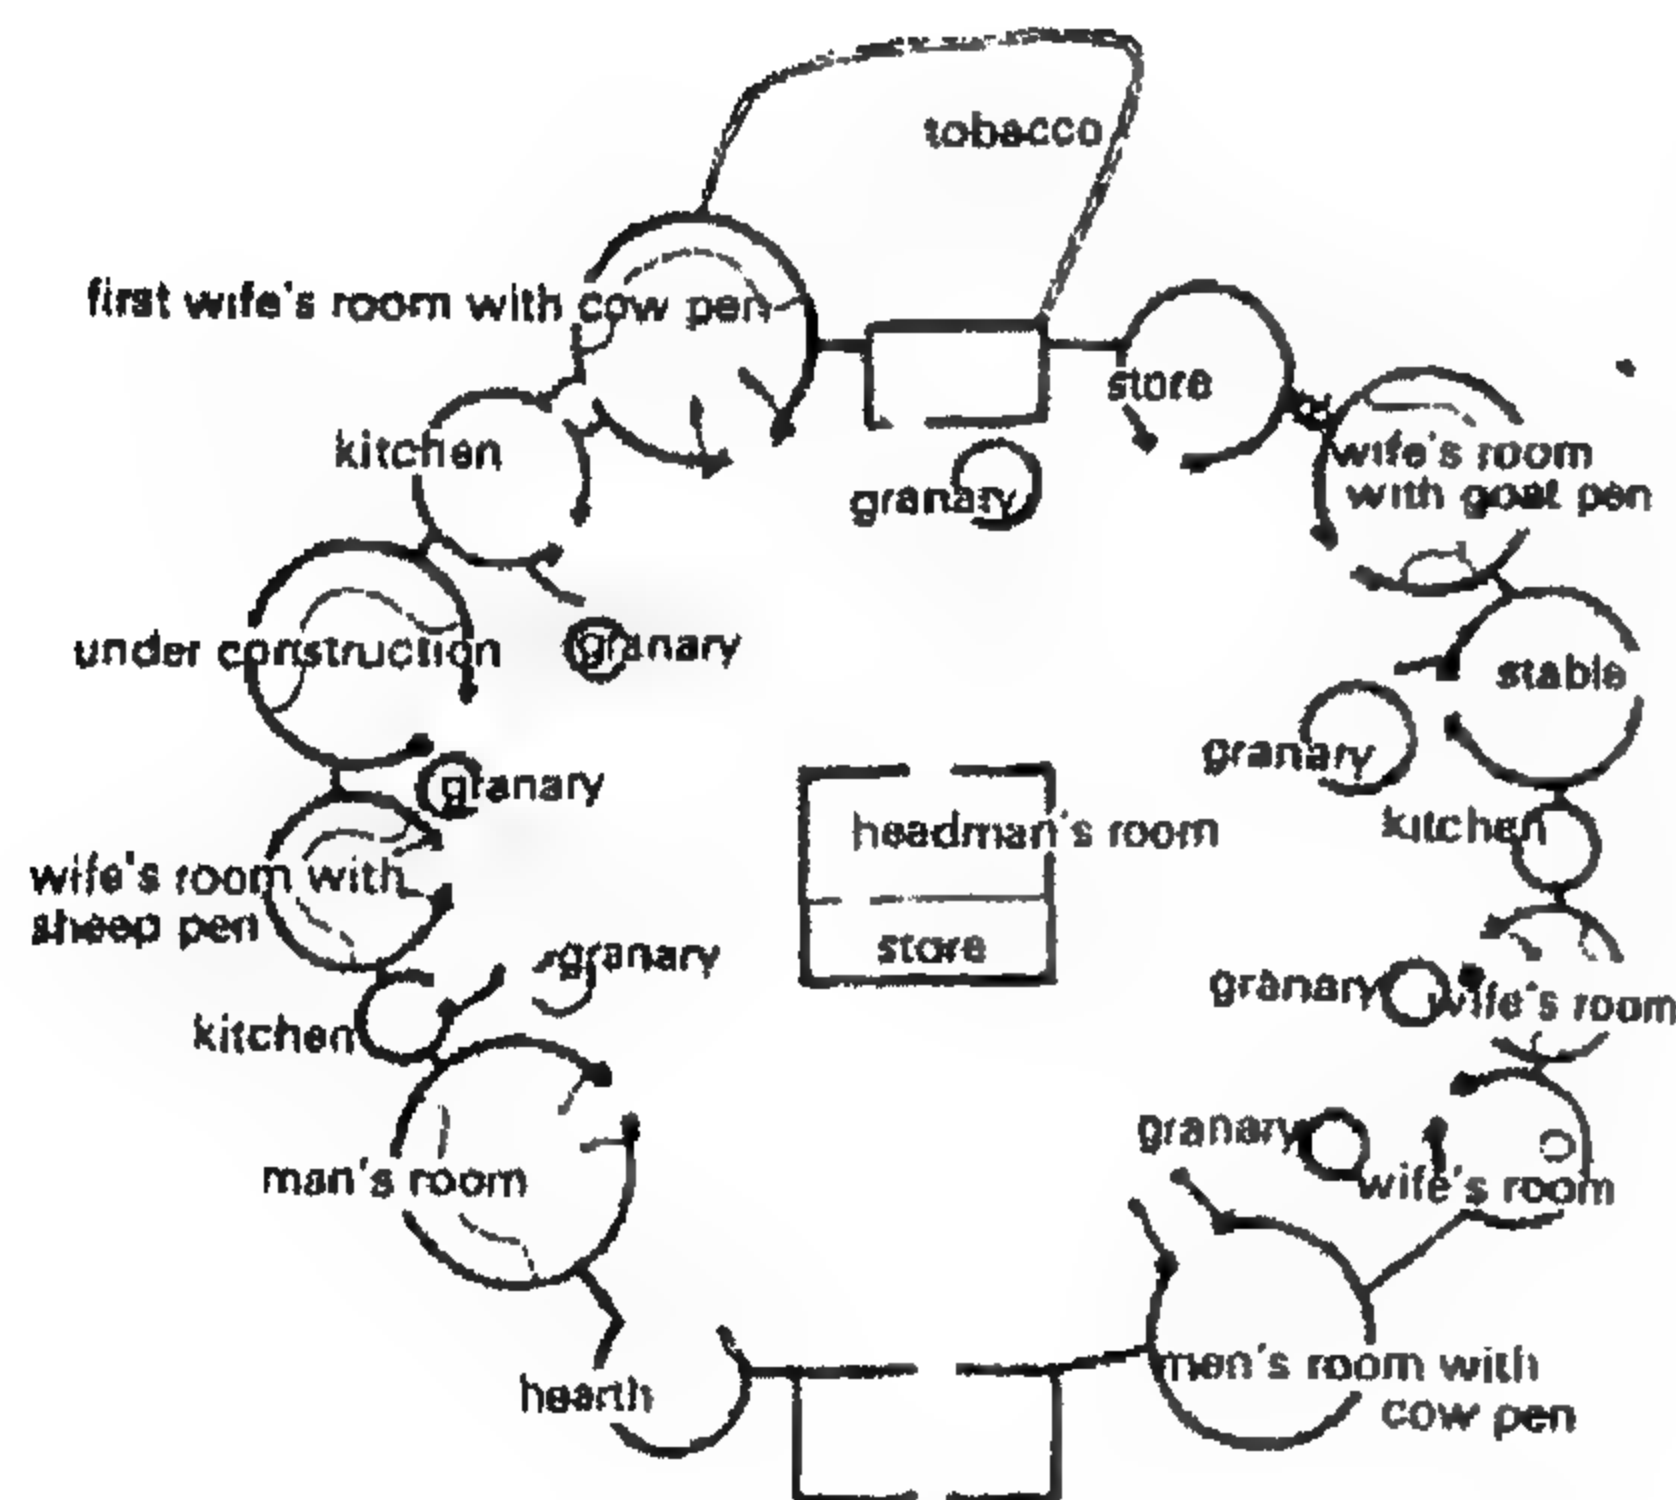 tobacco
first wife's room with cow pen
store
kitchen
wife's room
with goat pen
granary
under construction
granary
stable
granary
granary
headman's room
kitchen
wife's room with
sheep pen
store
granary
granary
wife's room
kitchen
granary
man's room
wife's room
men's room with
cow pen
hearth